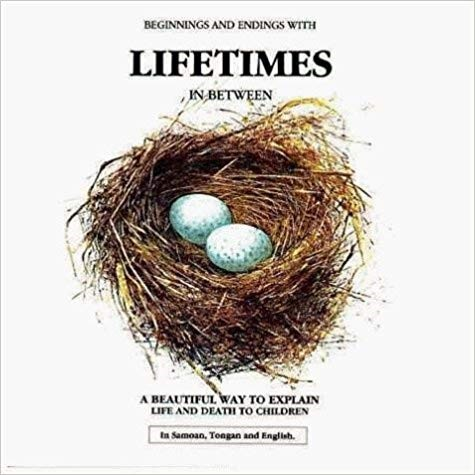 BEGINNINGS AND ENDINGS WITH
LIFETIMES
IN BETWEEN
A BEAUTIFUL WAY TO EXPLAIN
LIFE AND DEATH TO CHILDREN
In Samoan, Tongan and English.